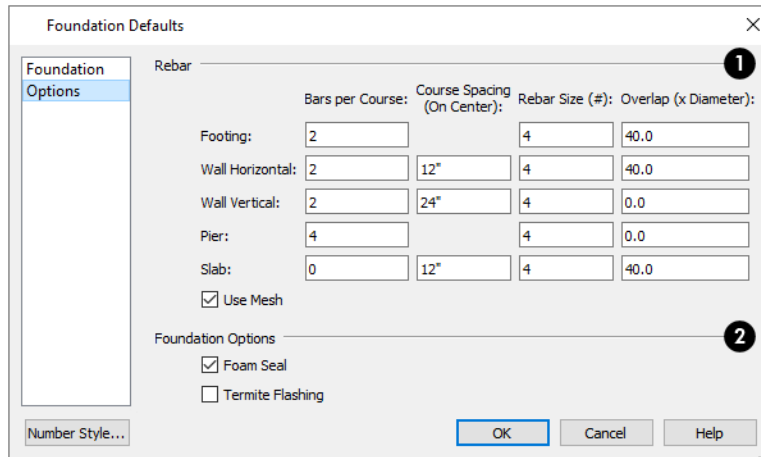 Foundation Defaults
Foundation
Options
Rebar
1
Bars per Course: Course Spacing (On Center): Rebar Size (#): Overlap (x Diameter):
Footing: 2 4 40.0
Wall Horizontal: 2 12" 4 40.0
Wall Vertical: 2 24" 4 0.0
Pier: 4 4 0.0
Slab: 0 12" 4 40.0
Use Mesh
Foundation Options
2
Foam Seal
Termite Flashing
Number Style... OK Cancel Help